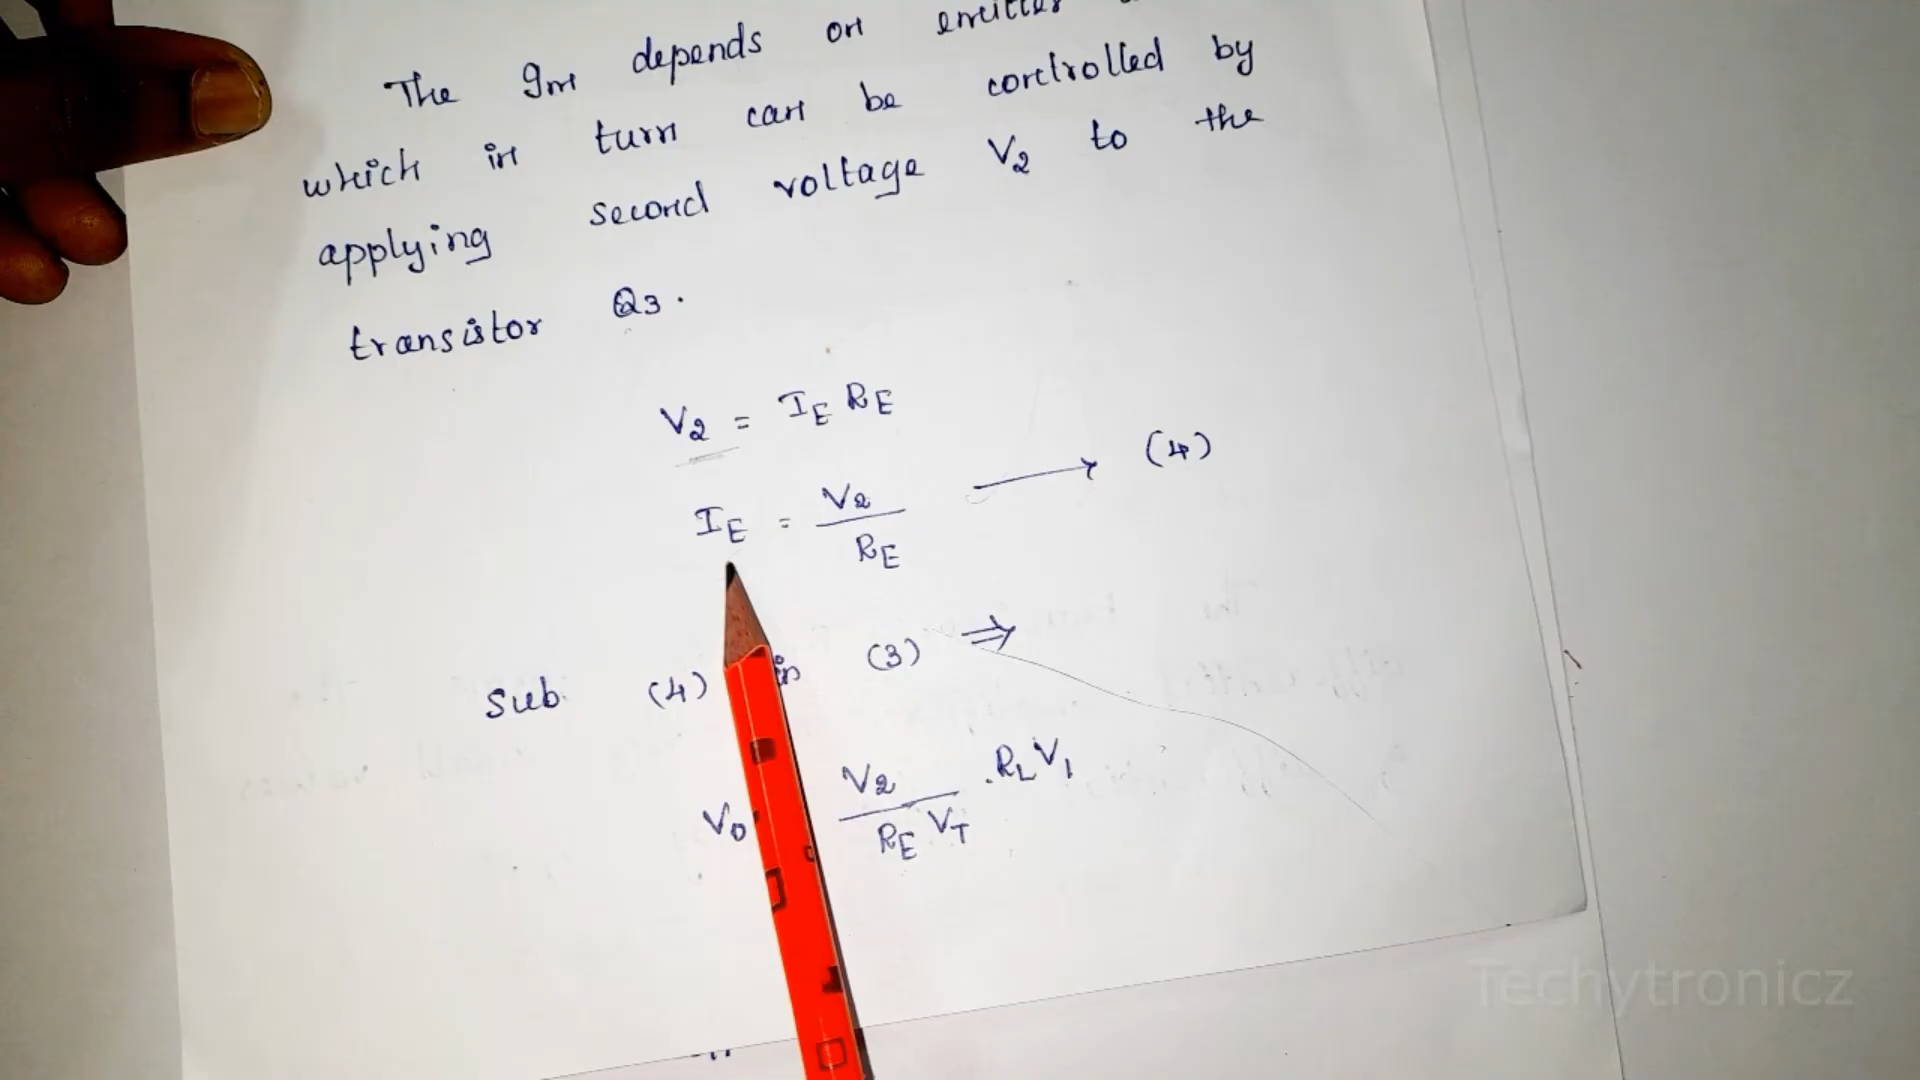 The gm depends on emitter
which in turn can be controlled by
applying second voltage V2 to the
transistor Q3.
V2 = IE RE
IE = V2 / RE → (4)
Sub (4) in (3) ⇒
V0 V2 / RE VT . RL V1
Techytronicz